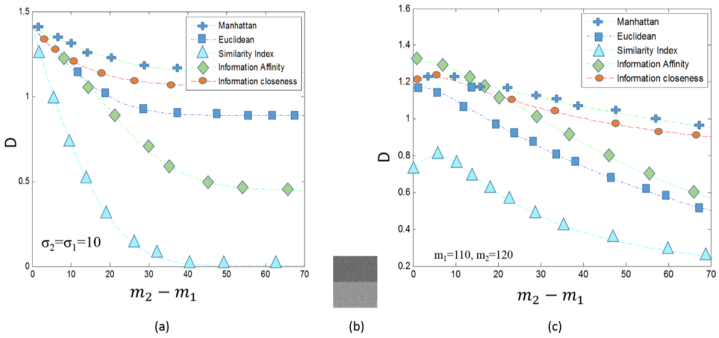 Manhattan
Euclidean
Similarity Index
Information Affinity
Information closeness
1.5
1
0.5
0
D
σ₂=σ₁=10
0 10 20 30 40 50 60 70
m₂ − m₁
(a)
(b)
Manhattan
Euclidean
Similarity Index
Information Affinity
Information closeness
1.6
1.4
1.2
1
0.8
0.6
0.4
0.2
D
m₁=110, m₂=120
0 10 20 30 40 50 60 70
m₂ − m₁
(c)